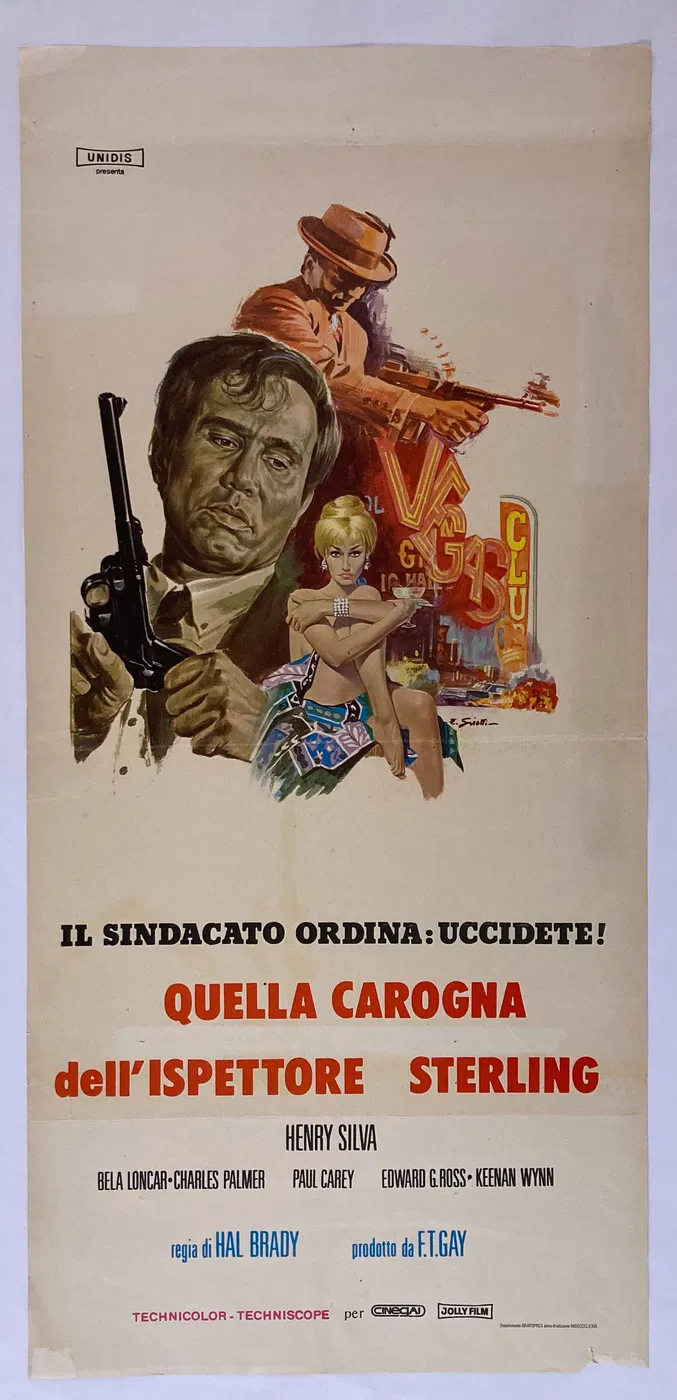 UNIDIS
presenta
VEGAS
CLUB
IL SINDACATO ORDINA: UCCIDETE!
QUELLA CAROGNA
dell'ISPETTORE STERLING
HENRY SILVA
BELA LONCAR•CHARLES PALMER PAUL CAREY EDWARD G.ROSS•KEENAN WYNN
regia di HAL BRADY prodotto da F.T.GAY
TECHNICOLOR - TECHNISCOPE per CINEGAI JOLLY FILM